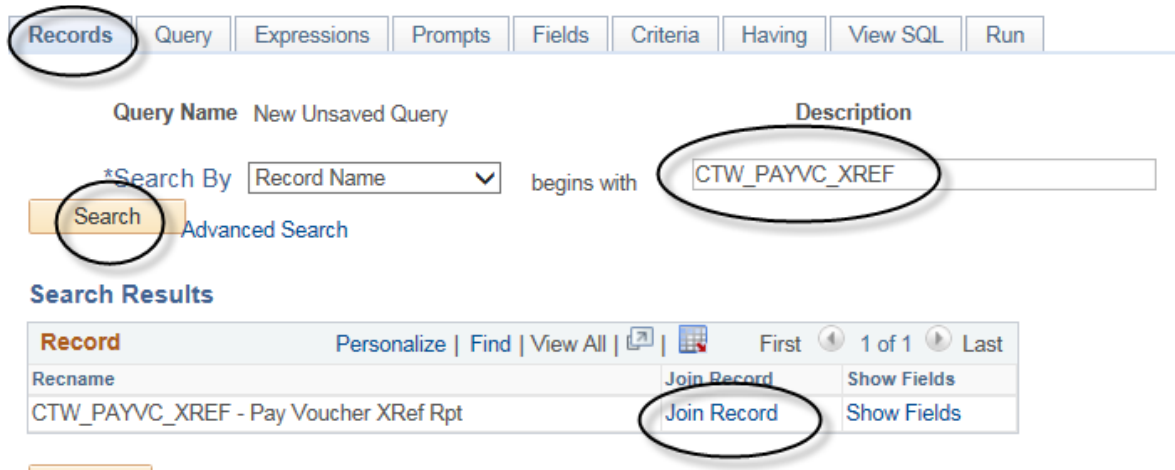 Records Query Expressions Prompts Fields Criteria Having View SQL Run
Query Name New Unsaved Query Description
*Search By Record Name begins with CTW_PAYVC_XREF
Search Advanced Search
Search Results
Record Personalize | Find | View All | | First 1 of 1 Last
Recname Join Record Show Fields
CTW_PAYVC_XREF - Pay Voucher XRef Rpt Join Record Show Fields